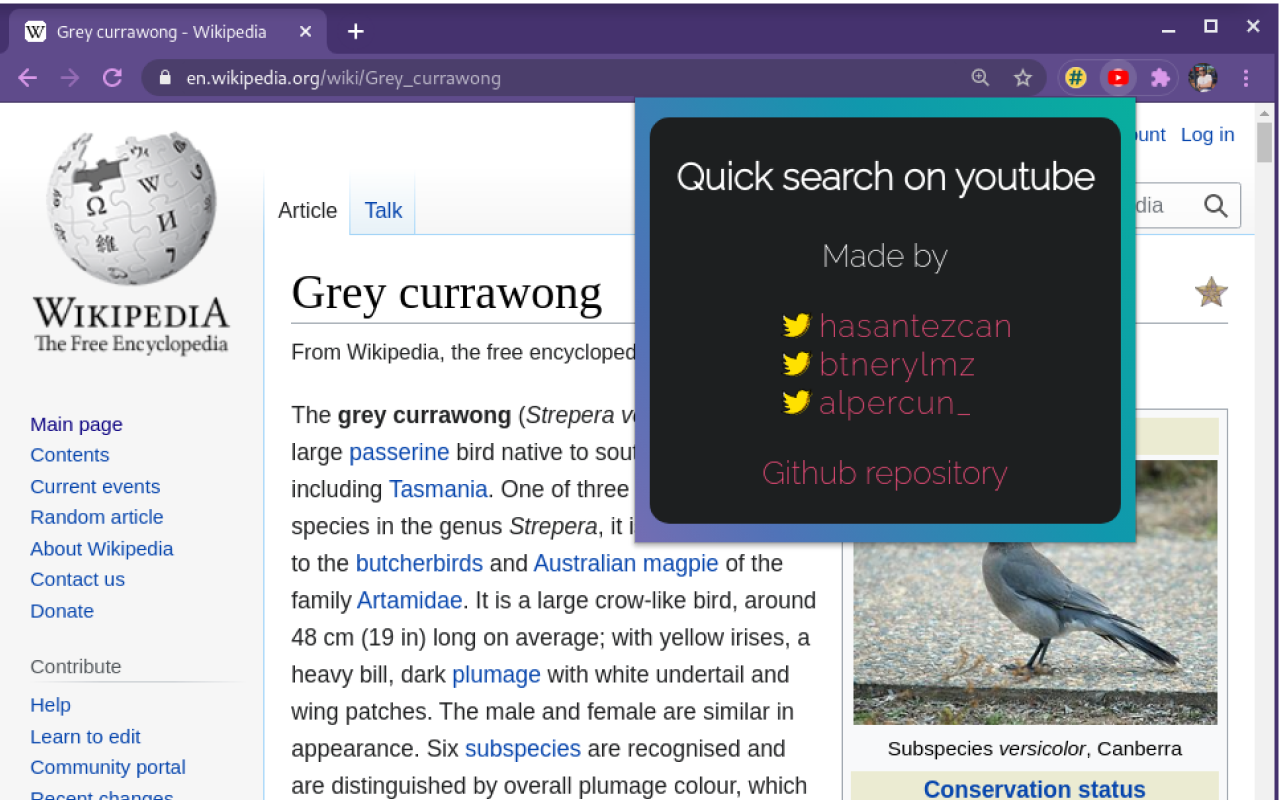 Grey currawong - Wikipedia
en.wikipedia.org/wiki/Grey_currawong
WIKIPEDIA
The Free Encyclopedia
Main page
Contents
Current events
Random article
About Wikipedia
Contact us
Donate
Contribute
Help
Learn to edit
Community portal
Recent changes
Log in
Article
Talk
Grey currawong
From Wikipedia, the free encycloped
The grey currawong (Strepera v
large passerine bird native to sout
including Tasmania. One of three
species in the genus Strepera, it i
to the butcherbirds and Australian magpie of the
family Artamidae. It is a large crow-like bird, around
48 cm (19 in) long on average; with yellow irises, a
heavy bill, dark plumage with white undertail and
wing patches. The male and female are similar in
appearance. Six subspecies are recognised and
are distinguished by overall plumage colour, which
Quick search on youtube
Made by
hasantezcan
btnerylmz
alpercun_
Github repository
Subspecies versicolor, Canberra
Conservation status